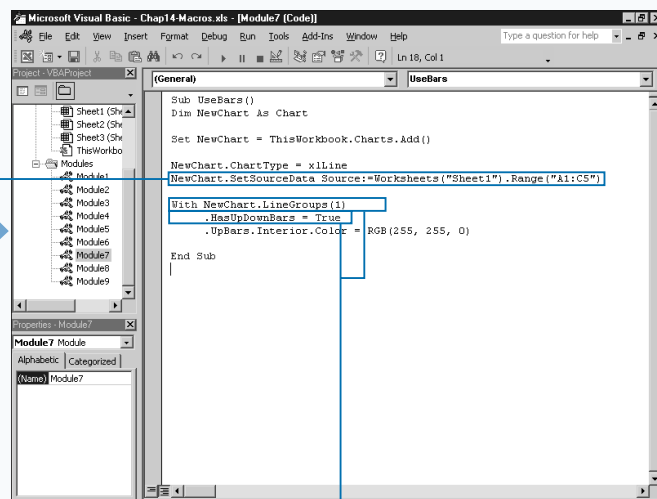 Microsoft Visual Basic - Chap14-Macros.xls - [Module7 (Code)]
File Edit View Insert Format Debug Run Tools Add-Ins Window Help
Type a question for help
Ln 18, Col 1
Project - VBAProject
(General)
UseBars
Sheet1 (She
Sheet2 (She
Sheet3 (She
ThisWorkbo
Modules
Module1
Module2
Module3
Module4
Module5
Module6
Module7
Module8
Module9
Properties - Module7
Module7 Module
Alphabetic Categorized
(Name) Module7
Sub UseBars()
Dim NewChart As Chart
Set NewChart = ThisWorkbook.Charts.Add()
NewChart.ChartType = xlLine
NewChart.SetSourceData Source:=Worksheets("Sheet1").Range("A1:C5")
With NewChart.LineGroups(1)
.HasUpDownBars = True
.UpBars.Interior.Color = RGB(255, 255, 0)
End Sub